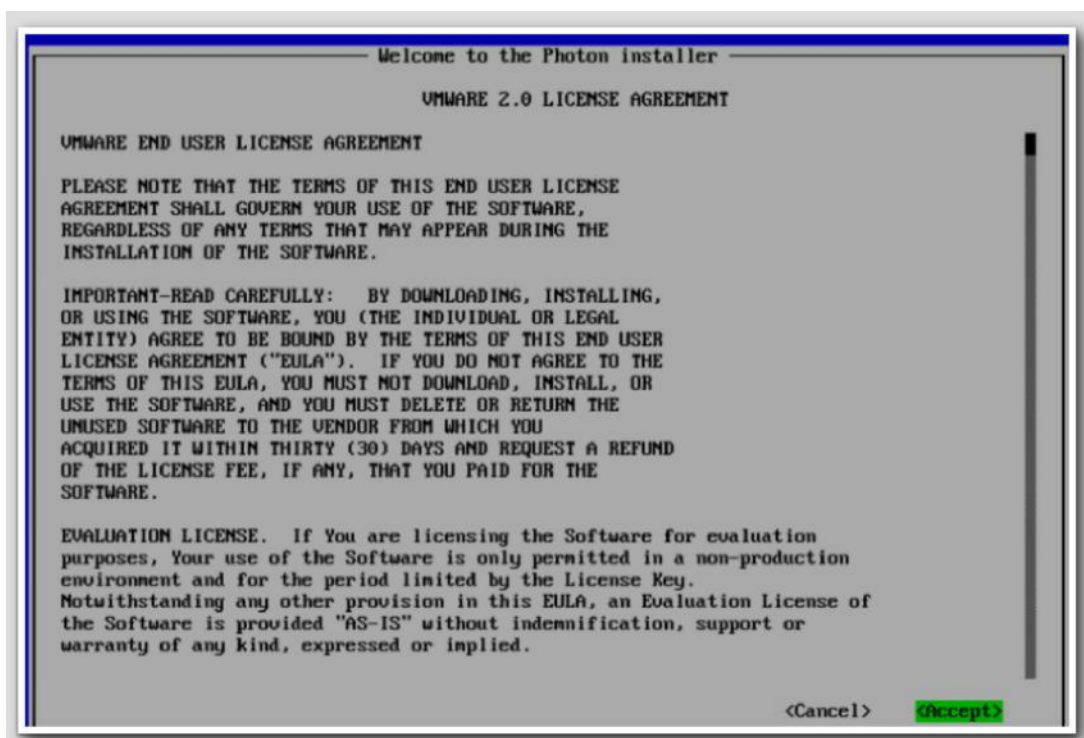 Welcome to the Photon installer
VMWARE 2.0 LICENSE AGREEMENT
VMWARE END USER LICENSE AGREEMENT
PLEASE NOTE THAT THE TERMS OF THIS END USER LICENSE
AGREEMENT SHALL GOVERN YOUR USE OF THE SOFTWARE,
REGARDLESS OF ANY TERMS THAT MAY APPEAR DURING THE
INSTALLATION OF THE SOFTWARE.
IMPORTANT-READ CAREFULLY:   BY DOWNLOADING, INSTALLING,
OR USING THE SOFTWARE, YOU (THE INDIVIDUAL OR LEGAL
ENTITY) AGREE TO BE BOUND BY THE TERMS OF THIS END USER
LICENSE AGREEMENT ("EULA").  IF YOU DO NOT AGREE TO THE
TERMS OF THIS EULA, YOU MUST NOT DOWNLOAD, INSTALL, OR
USE THE SOFTWARE, AND YOU MUST DELETE OR RETURN THE
UNUSED SOFTWARE TO THE VENDOR FROM WHICH YOU
ACQUIRED IT WITHIN THIRTY (30) DAYS AND REQUEST A REFUND
OF THE LICENSE FEE, IF ANY, THAT YOU PAID FOR THE
SOFTWARE.
EVALUATION LICENSE.  If You are licensing the Software for evaluation
purposes, Your use of the Software is only permitted in a non-production
environment and for the period limited by the License Key.
Notwithstanding any other provision in this EULA, an Evaluation License of
the Software is provided "AS-IS" without indemnification, support or
warranty of any kind, expressed or implied.
<Cancel> <Accept>